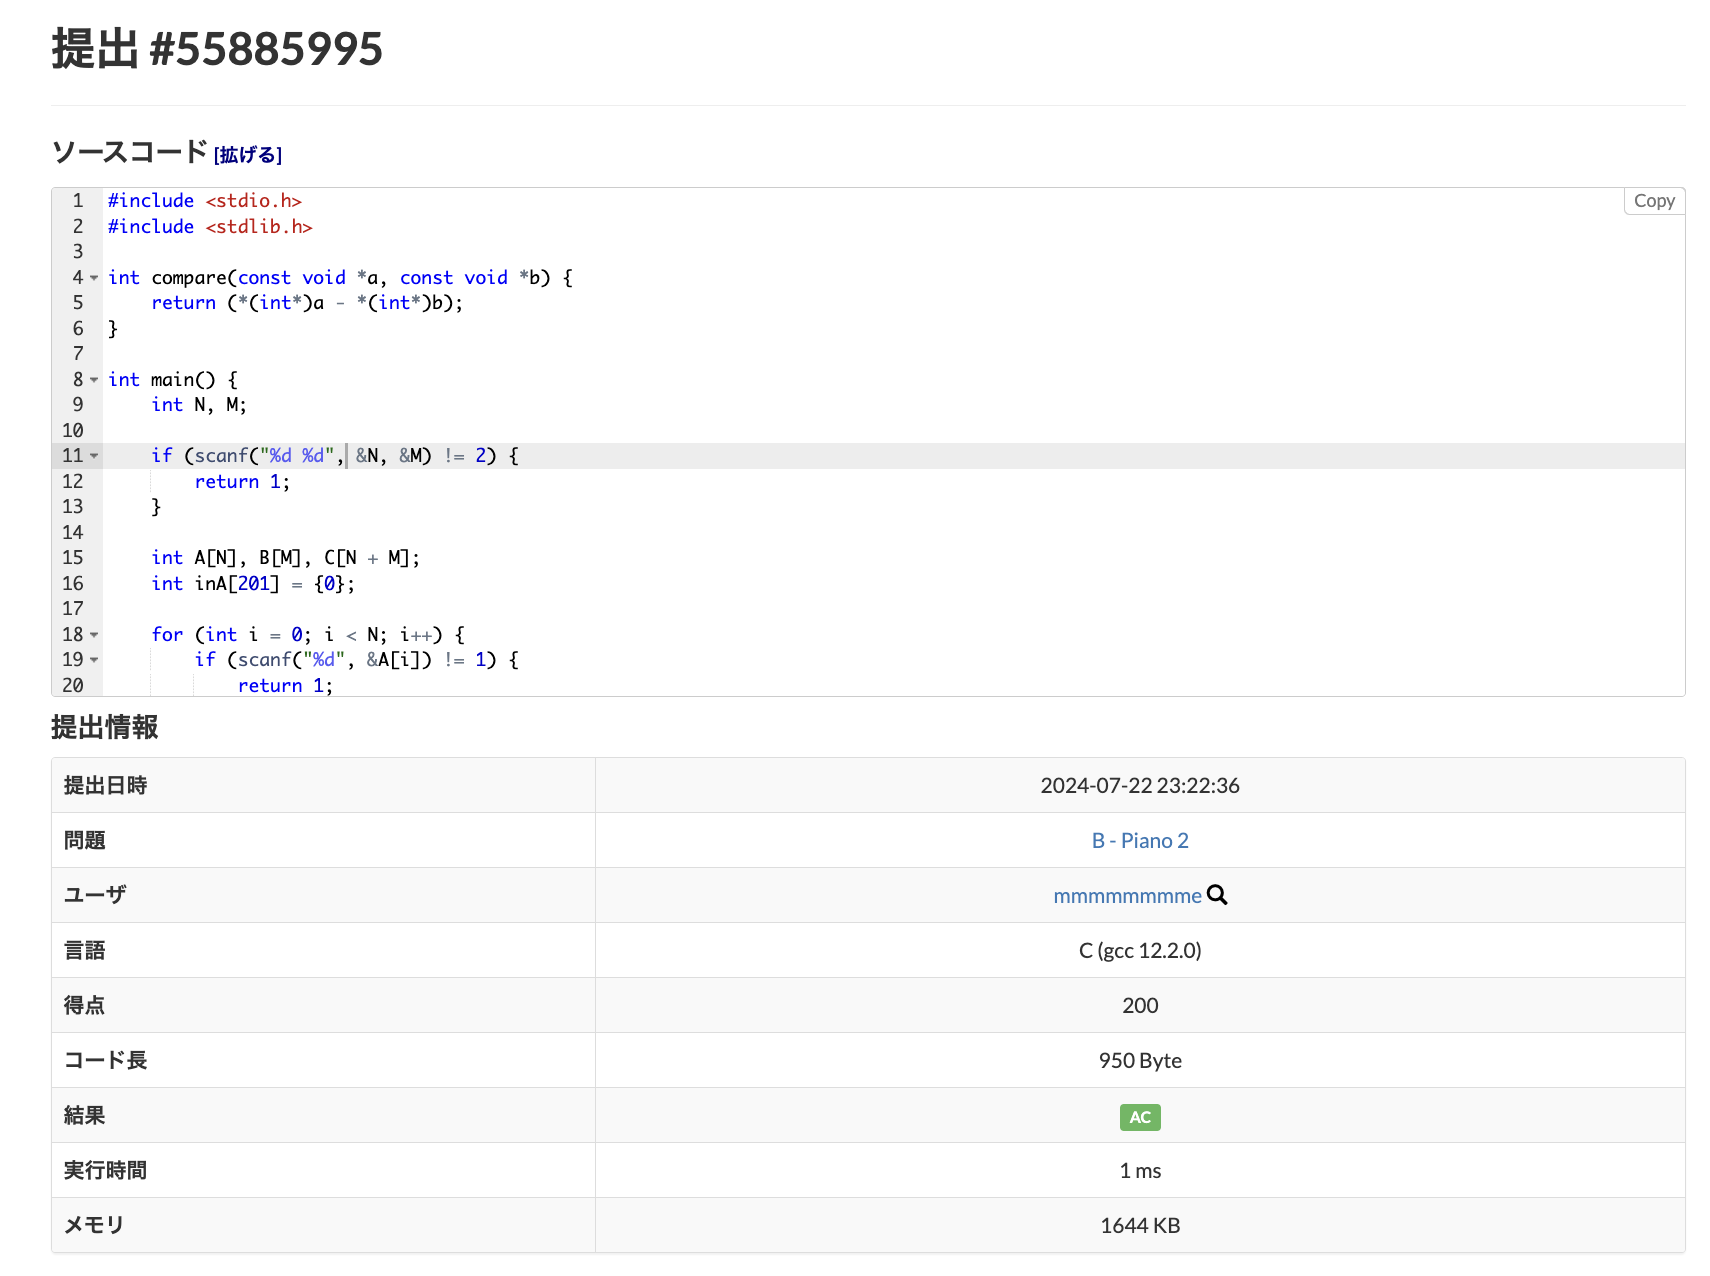 提出 #55885995
ソースコード [拡げる]
Copy
1 #include <stdio.h>
2 #include <stdlib.h>
3
4 int compare(const void *a, const void *b) {
5     return (*(int*)a - *(int*)b);
6 }
7
8 int main() {
9     int N, M;
10
11     if (scanf("%d %d", &N, &M) != 2) {
12         return 1;
13     }
14
15     int A[N], B[M], C[N + M];
16     int inA[201] = {0};
17
18     for (int i = 0; i < N; i++) {
19         if (scanf("%d", &A[i]) != 1) {
20             return 1;
提出情報
提出日時 2024-07-22 23:22:36
問題 B - Piano 2
ユーザ mmmmmmmme
言語 C (gcc 12.2.0)
得点 200
コード長 950 Byte
結果 AC
実行時間 1 ms
メモリ 1644 KB